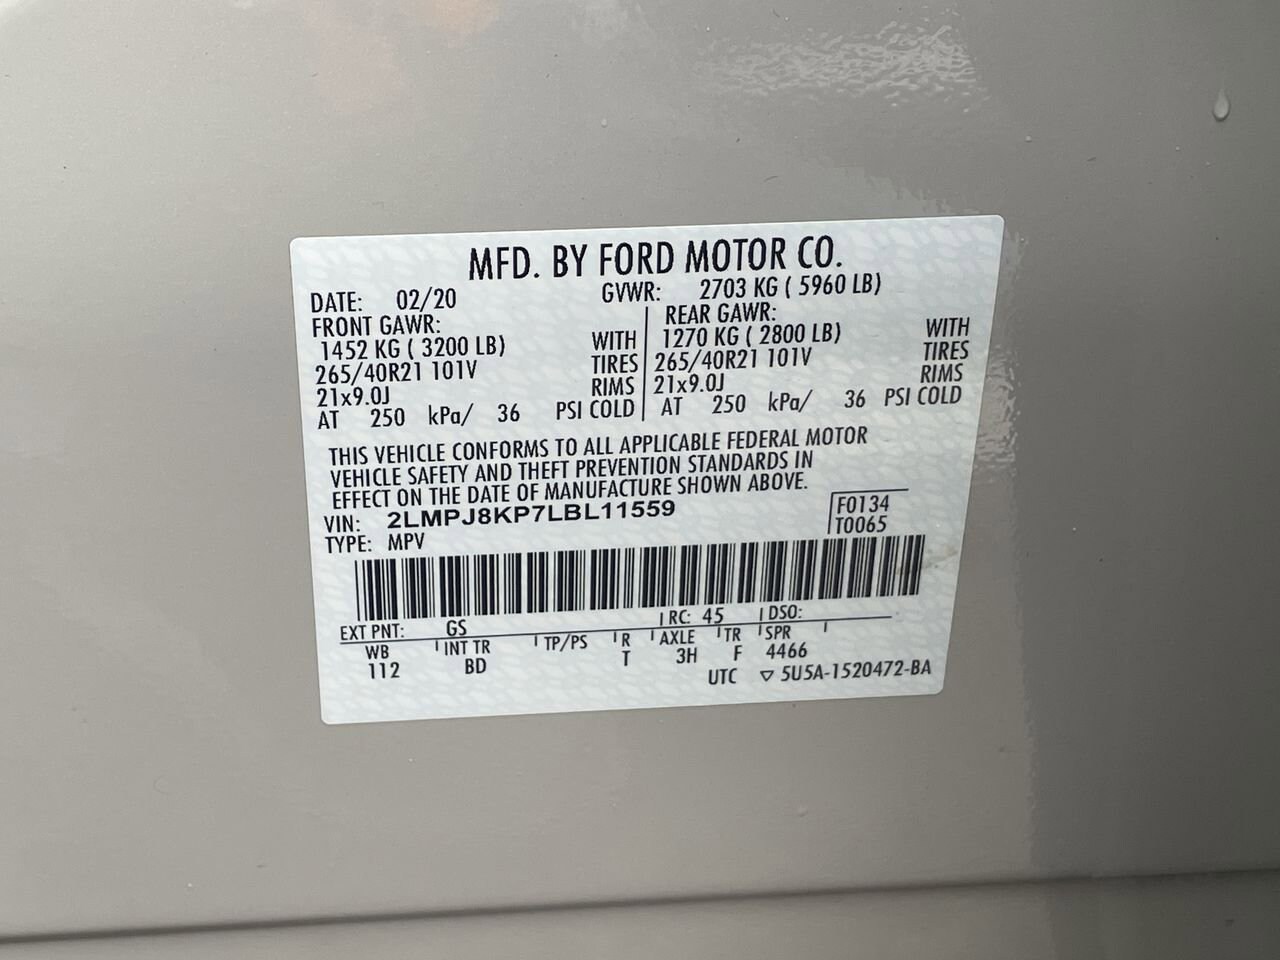 MFD. BY FORD MOTOR CO.
DATE: 02/20 GVWR: 2703 KG ( 5960 LB)
FRONT GAWR: REAR GAWR:
1452 KG ( 3200 LB) WITH 1270 KG ( 2800 LB) WITH
265/40R21 101V TIRES 265/40R21 101V TIRES
21x9.0J RIMS 21x9.0J RIMS
AT 250 kPa/ 36 PSI COLD AT 250 kPa/ 36 PSI COLD
THIS VEHICLE CONFORMS TO ALL APPLICABLE FEDERAL MOTOR
VEHICLE SAFETY AND THEFT PREVENTION STANDARDS IN
EFFECT ON THE DATE OF MANUFACTURE SHOWN ABOVE.
VIN: 2LMPJ8KP7LBL11559 F0134
TYPE: MPV T0065
EXT PNT: GS RC: 45 DSO:
WB INT TR TP/PS R AXLE TR SPR
112 BD T 3H F 4466
UTC ▽ 5U5A-1520472-BA